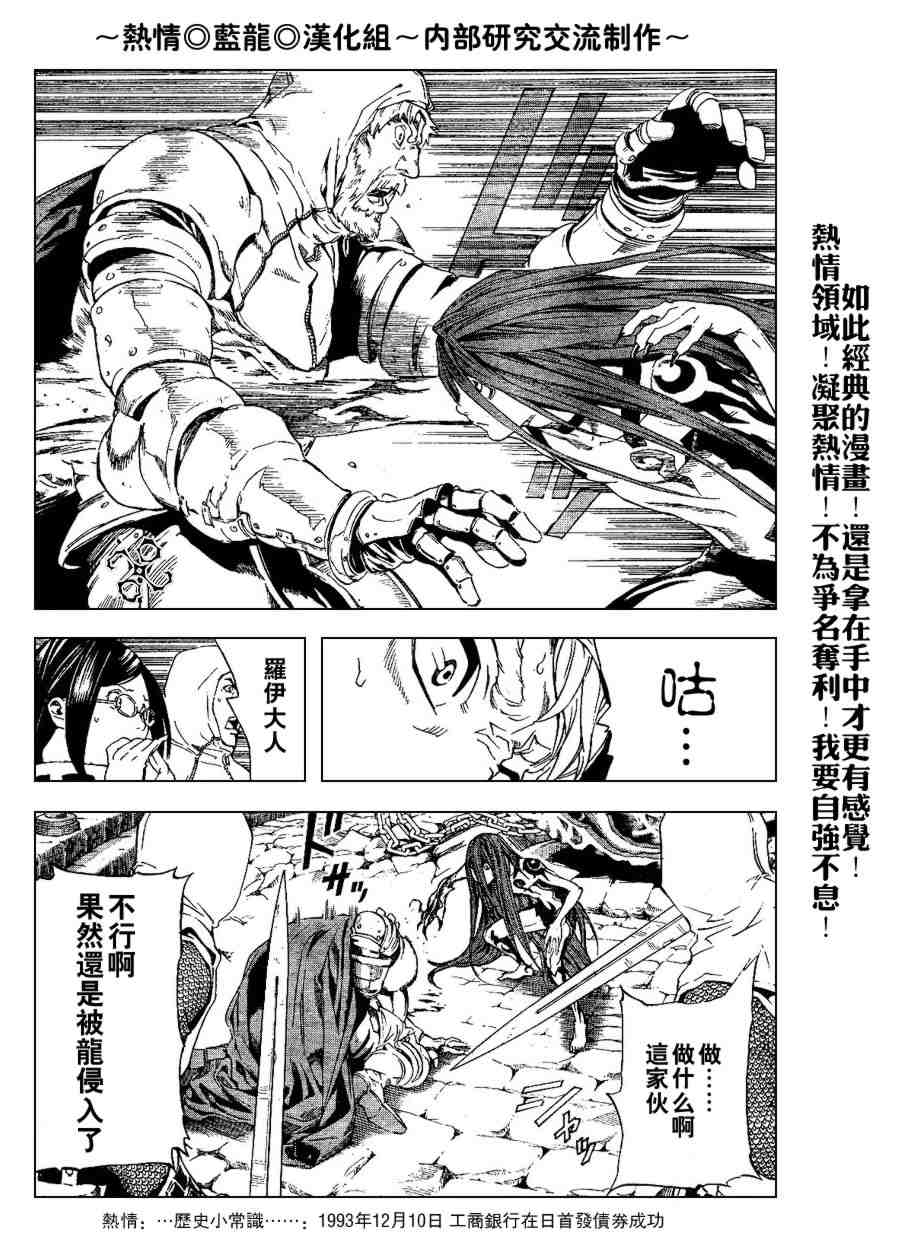 ～熱情◎藍龍◎漢化組～内部研究交流制作～
如此經典的漫畫！還是拿在手中才更有感覺！
熱情領域！凝聚熱情！不為爭名奪利！我要自強不息！
咕…
羅伊大人
做……
做什么啊
這家伙
不行啊
果然還是被龍侵入了
熱情：…歷史小常識……：1993年12月10日 工商銀行在日首發債券成功